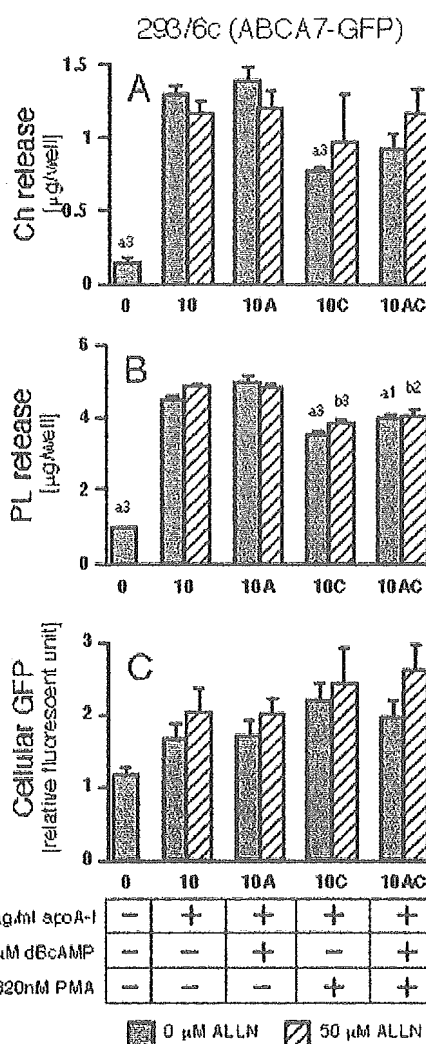 293/6c (ABCA7-GFP)
A
Ch release
[µg/well]
1.5
1
0.5
0
a3
a3
0 10 10A 10C 10AC
B
PL release
[µg/well]
6
4
2
0
a3
a3 b3
a1 b2
0 10 10A 10C 10AC
C
Cellular GFP
[relative fluorescent unit]
3
2
1
0
0 10 10A 10C 10AC
g/ml apoA-I − + + + +
µM dBcAMP − − + − +
320nM PMA − − − + +
0 µM ALLN 50 µM ALLN